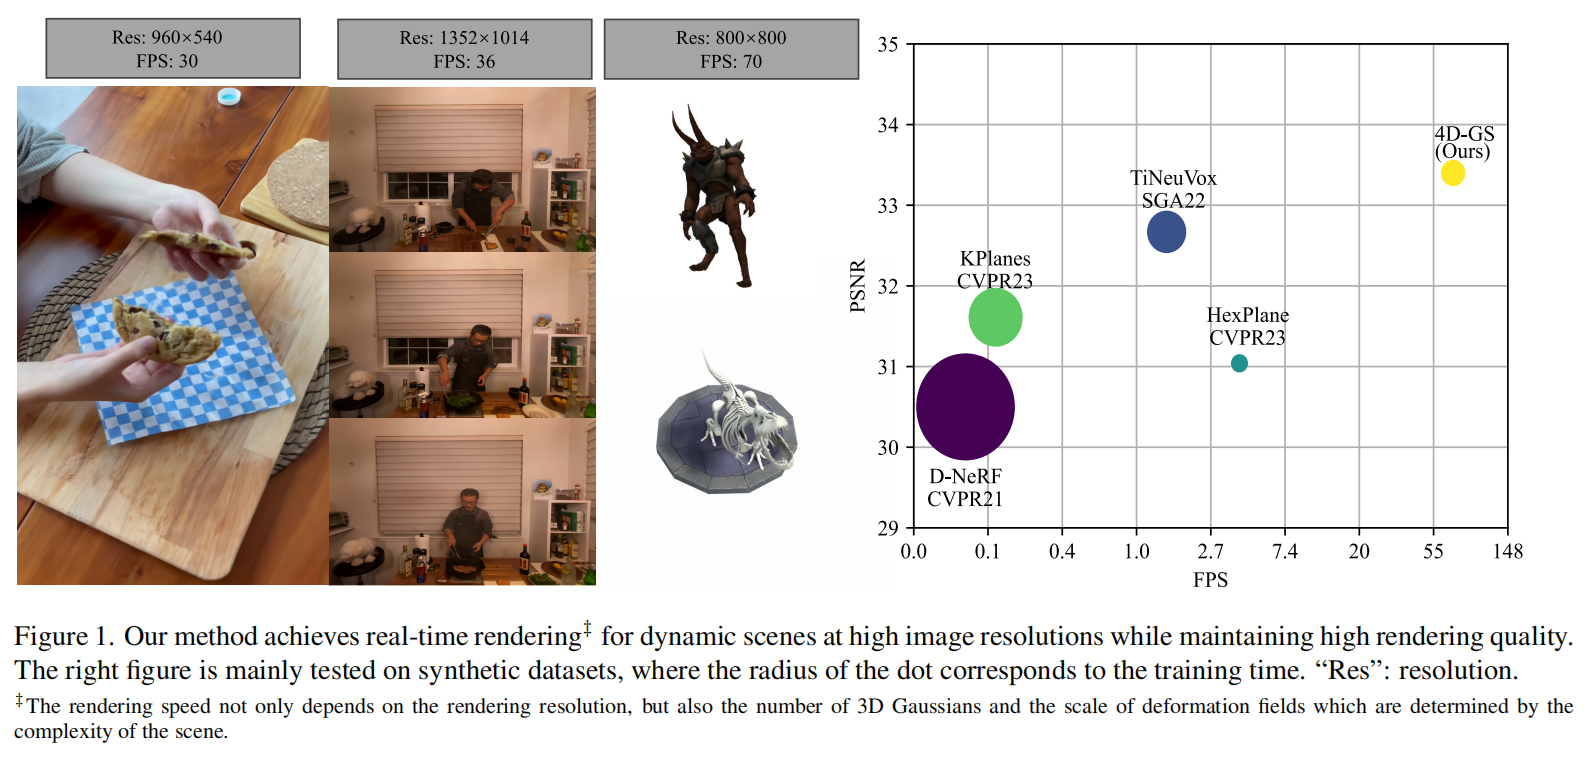 Res: 960×540
FPS: 30
Res: 1352×1014
FPS: 36
Res: 800×800
FPS: 70
35
34
33
32
31
30
29
PSNR
4D-GS
(Ours)
TiNeuVox
SGA22
KPlanes
CVPR23
HexPlane
CVPR23
D-NeRF
CVPR21
0.0 0.1 0.4 1.0 2.7 7.4 20 55 148
FPS
Figure 1. Our method achieves real-time rendering‡ for dynamic scenes at high image resolutions while maintaining high rendering quality.
The right figure is mainly tested on synthetic datasets, where the radius of the dot corresponds to the training time. “Res”: resolution.
‡The rendering speed not only depends on the rendering resolution, but also the number of 3D Gaussians and the scale of deformation fields which are determined by the
complexity of the scene.